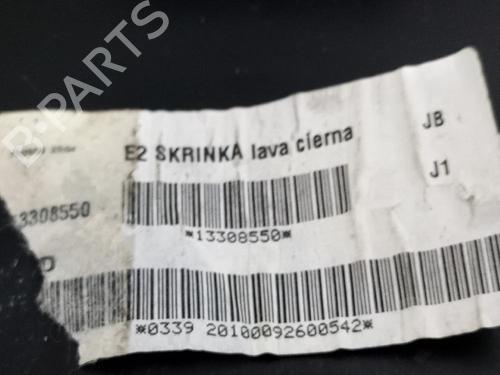 B-PARTS
E2 SKRINKA lava cierna
JB
J1
*13308550*
13308550
*0339 20100092600542*